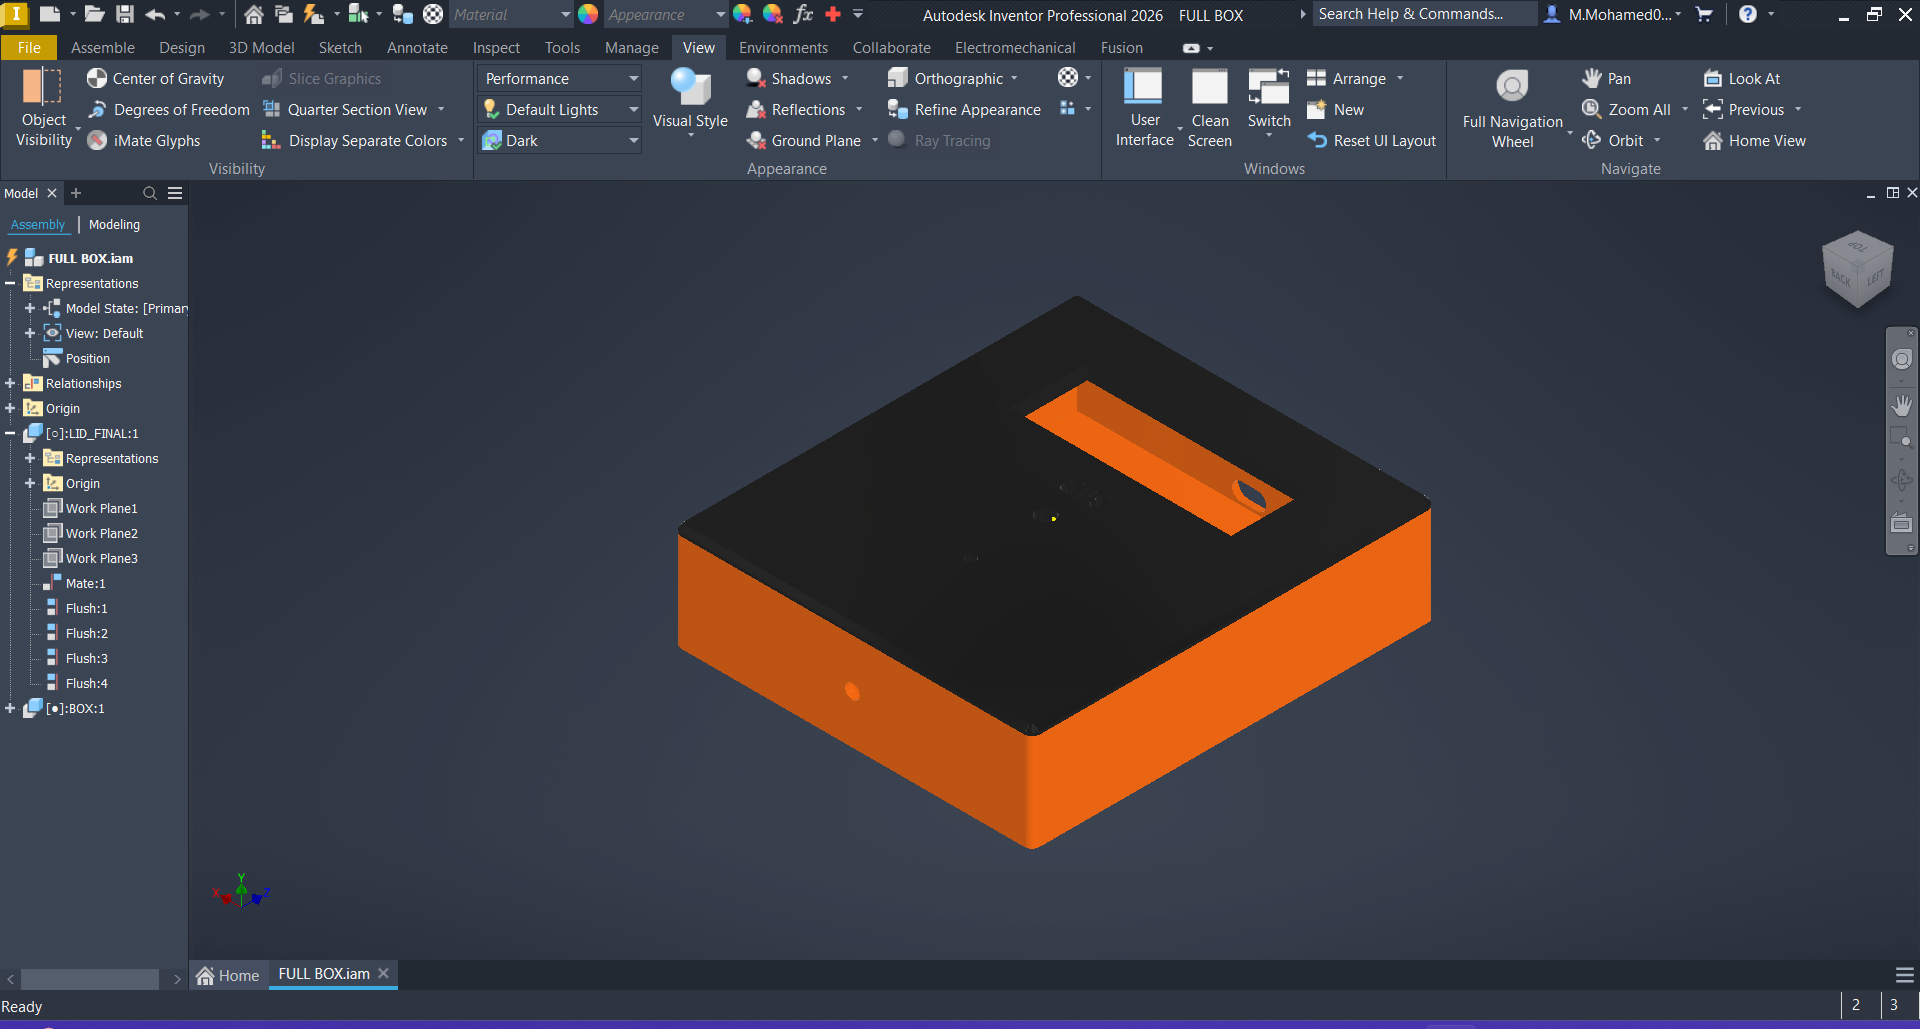 I Material Appearance fx Autodesk Inventor Professional 2026 FULL BOX Search Help & Commands... M.Mohamed0... ?
File Assemble Design 3D Model Sketch Annotate Inspect Tools Manage View Environments Collaborate Electromechanical Fusion
Object Visibility
Center of Gravity
Degrees of Freedom
iMate Glyphs
Slice Graphics
Quarter Section View
Display Separate Colors
Visibility
Performance
Default Lights
Dark
Visual Style
Shadows
Reflections
Ground Plane
Orthographic
Refine Appearance
Ray Tracing
Appearance
User Interface
Clean Screen
Switch
Arrange
New
Reset UI Layout
Windows
Full Navigation Wheel
Pan
Zoom All
Orbit
Look At
Previous
Home View
Navigate
Model
Assembly Modeling
FULL BOX.iam
Representations
Model State: [Primar
View: Default
Position
Relationships
Origin
[○]:LID_FINAL:1
Representations
Origin
Work Plane1
Work Plane2
Work Plane3
Mate:1
Flush:1
Flush:2
Flush:3
Flush:4
[●]:BOX:1
TOP
BACK LEFT
X Y Z
Home FULL BOX.iam
Ready 2 3